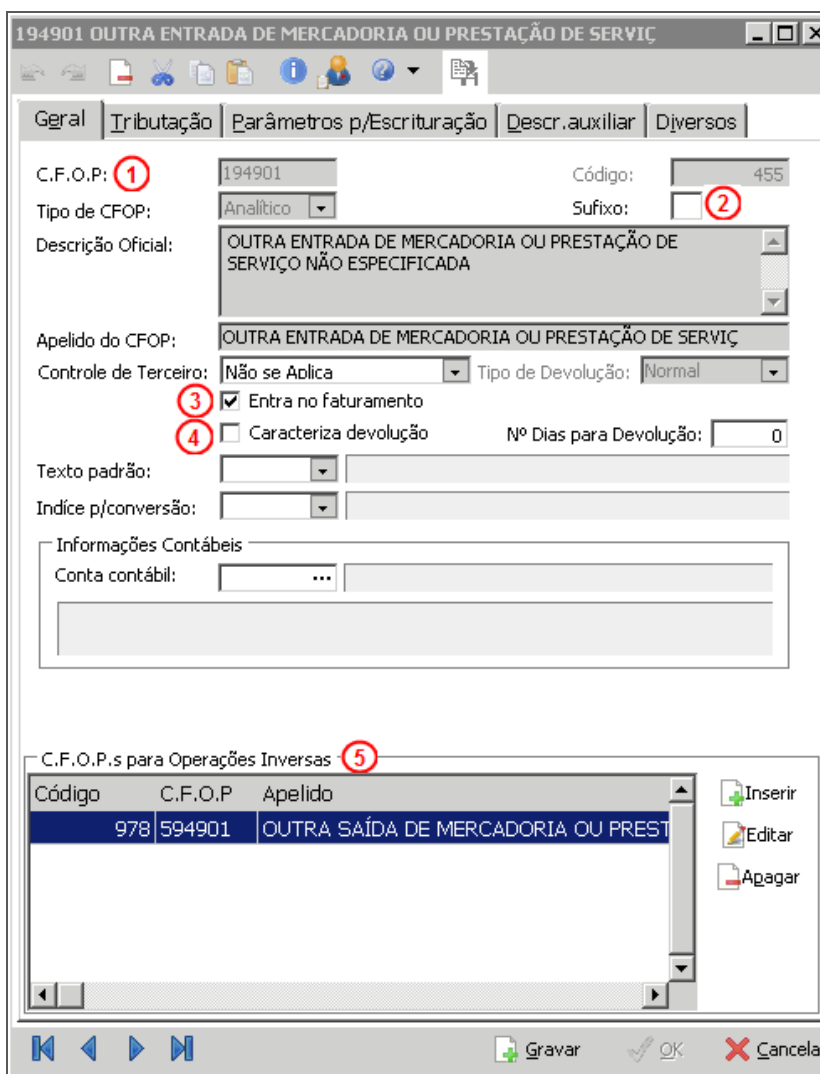 194901 OUTRA ENTRADA DE MERCADORIA OU PRESTAÇÃO DE SERVIÇ
Geral Tributação Parâmetros p/Escrituração Descr.auxiliar Diversos
C.F.O.P: 1 194901 Código: 455
Tipo de CFOP: Analítico Sufixo: 2
Descrição Oficial: OUTRA ENTRADA DE MERCADORIA OU PRESTAÇÃO DE
SERVIÇO NÃO ESPECIFICADA
Apelido do CFOP: OUTRA ENTRADA DE MERCADORIA OU PRESTAÇÃO DE SERVIÇ
Controle de Terceiro: Não se Aplica Tipo de Devolução: Normal
3 Entra no faturamento
4 Caracteriza devolução Nº Dias para Devolução: 0
Texto padrão:
Indíce p/conversão:
Informações Contábeis
Conta contábil: ...
C.F.O.P.s para Operações Inversas 5
Código C.F.O.P Apelido
978 594901 OUTRA SAÍDA DE MERCADORIA OU PREST
Inserir
Editar
Apagar
Gravar OK Cancela